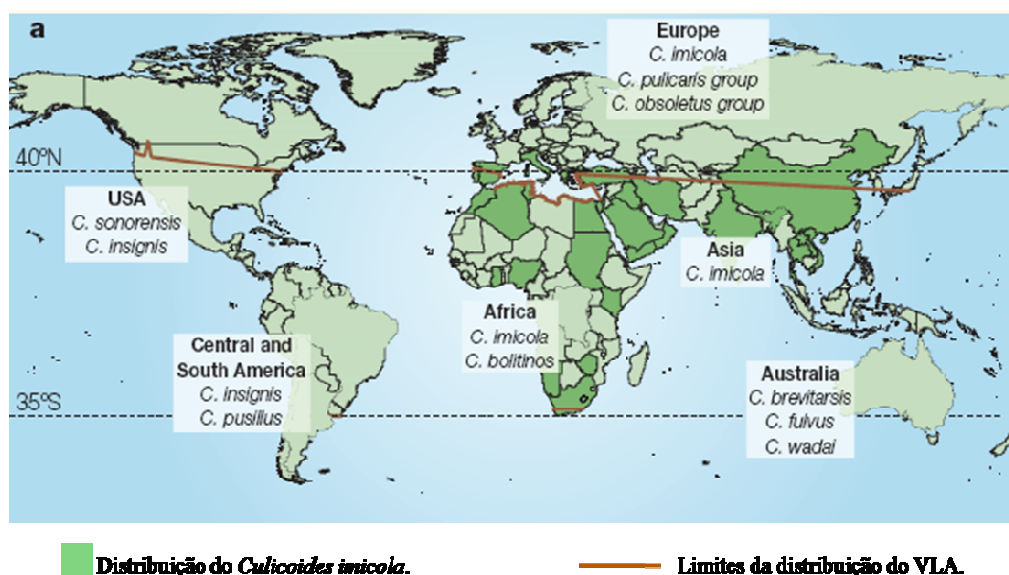 a
Europe
C. imicola
C. pulicaris group
C. obsoletus group
40ºN
USA
C. sonorensis
C. insignis
Asia
C. imicola
Africa
C. imicola
C. bolitinos
Central and
South America
C. insignis
C. pusillus
Australia
C. brevitarsis
C. fulvus
C. wadai
35ºS
Distribuição do Culicoides imicola.
Limites da distribuição do VLA.